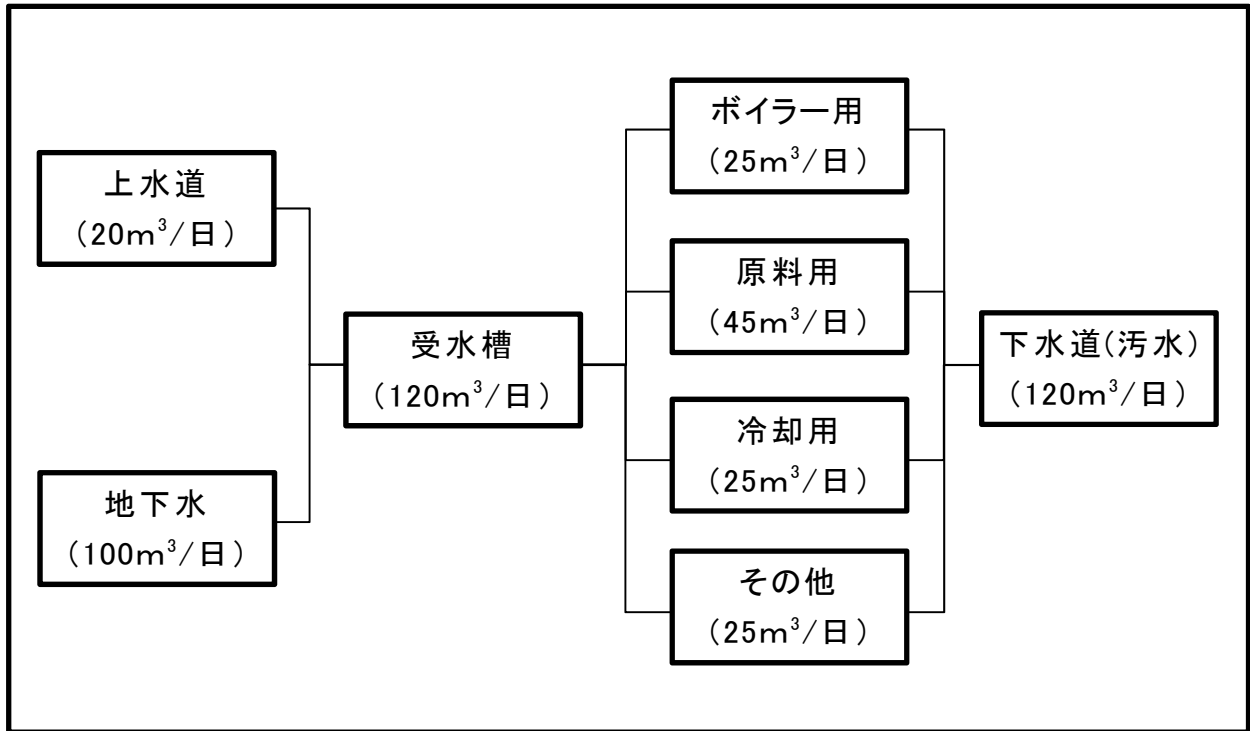 上水道
（20ｍ³/日）
地下水
（100ｍ³/日）
受水槽
（120ｍ³/日）
ボイラー用
（25ｍ³/日）
原料用
（45ｍ³/日）
冷却用
（25ｍ³/日）
その他
（25ｍ³/日）
下水道(汚水)
（120ｍ³/日）